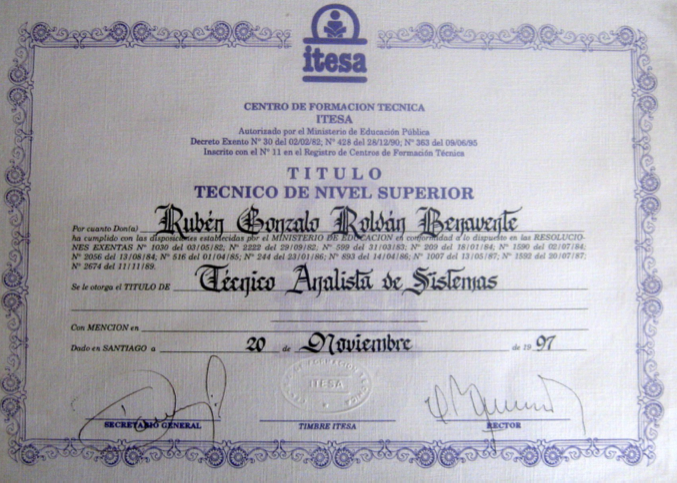 itesa
CENTRO DE FORMACION TECNICA
ITESA
Autorizado por el Ministerio de Educación Pública
Decreto Exento N° 30 del 02/02/82; N° 428 del 28/12/90; N° 363 del 09/06/95
Inscrito con el N° 11 en el Registro de Centros de Formación Técnica
TITULO
TECNICO DE NIVEL SUPERIOR
Por cuanto Don(a) Rubén Gonzalo Roldán Benavente
ha cumplido con las disposiciones establecidas por el MINISTERIO DE EDUCACION en conformidad a lo dispuesto en las RESOLUCIO-
NES EXENTAS N° 1030 del 03/05/82; N° 2222 del 29/09/82; N° 599 del 31/03/83; N° 209 del 18/01/84; N° 1590 del 02/07/84;
N° 2056 del 13/08/84; N° 516 del 01/04/85; N° 244 del 23/01/86; N° 693 del 14/04/86; N° 1007 del 13/05/87; N° 1592 del 20/07/87;
N° 2674 del 11/11/89.
Se le otorga el TITULO DE Técnico Analista de Sistemas
Con MENCION en
Dado en SANTIAGO a 20 de Noviembre de 19 97
ITESA
SECRETARIO GENERAL TIMBRE ITESA RECTOR